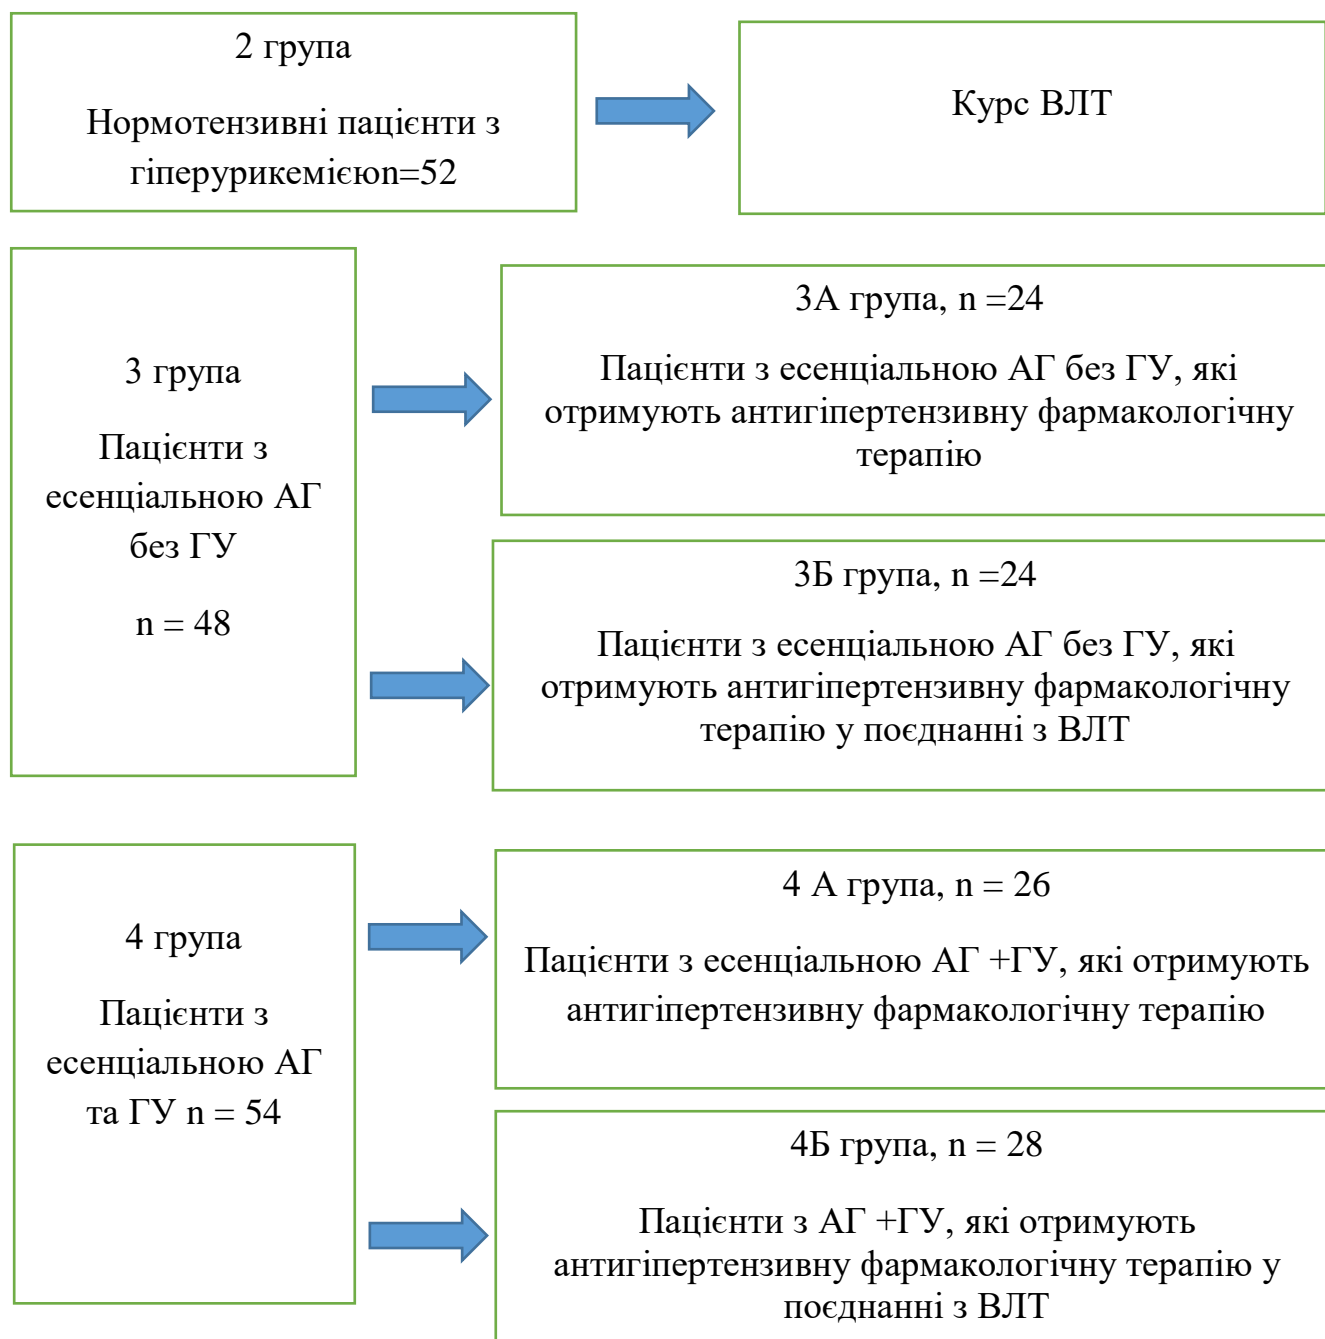 2 група
Нормотензивні пацієнти з
гіперурикемієюn=52
Курс ВЛТ
3 група
Пацієнти з
есенціальною АГ
без ГУ
n = 48
3А група, n =24
Пацієнти з есенціальною АГ без ГУ, які
отримують антигіпертензивну фармакологічну
терапію
3Б група, n =24
Пацієнти з есенціальною АГ без ГУ, які
отримують антигіпертензивну фармакологічну
терапію у поєднанні з ВЛТ
4 група
Пацієнти з
есенціальною АГ
та ГУ n = 54
4 А група, n = 26
Пацієнти з есенціальною АГ +ГУ, які отримують
антигіпертензивну фармакологічну терапію
4Б група, n = 28
Пацієнти з АГ +ГУ, які отримують
антигіпертензивну фармакологічну терапію у
поєднанні з ВЛТ